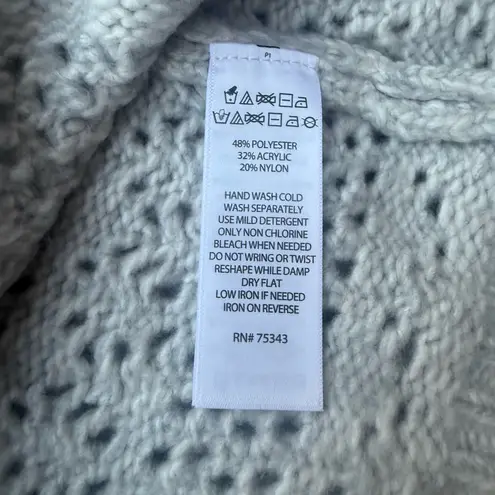 48% POLYESTER
32% ACRYLIC
20% NYLON
HAND WASH COLD
WASH SEPARATELY
USE MILD DETERGENT
ONLY NON CHLORINE
BLEACH WHEN NEEDED
DO NOT WRING OR TWIST
RESHAPE WHILE DAMP
DRY FLAT
LOW IRON IF NEEDED
IRON ON REVERSE
RN# 75343